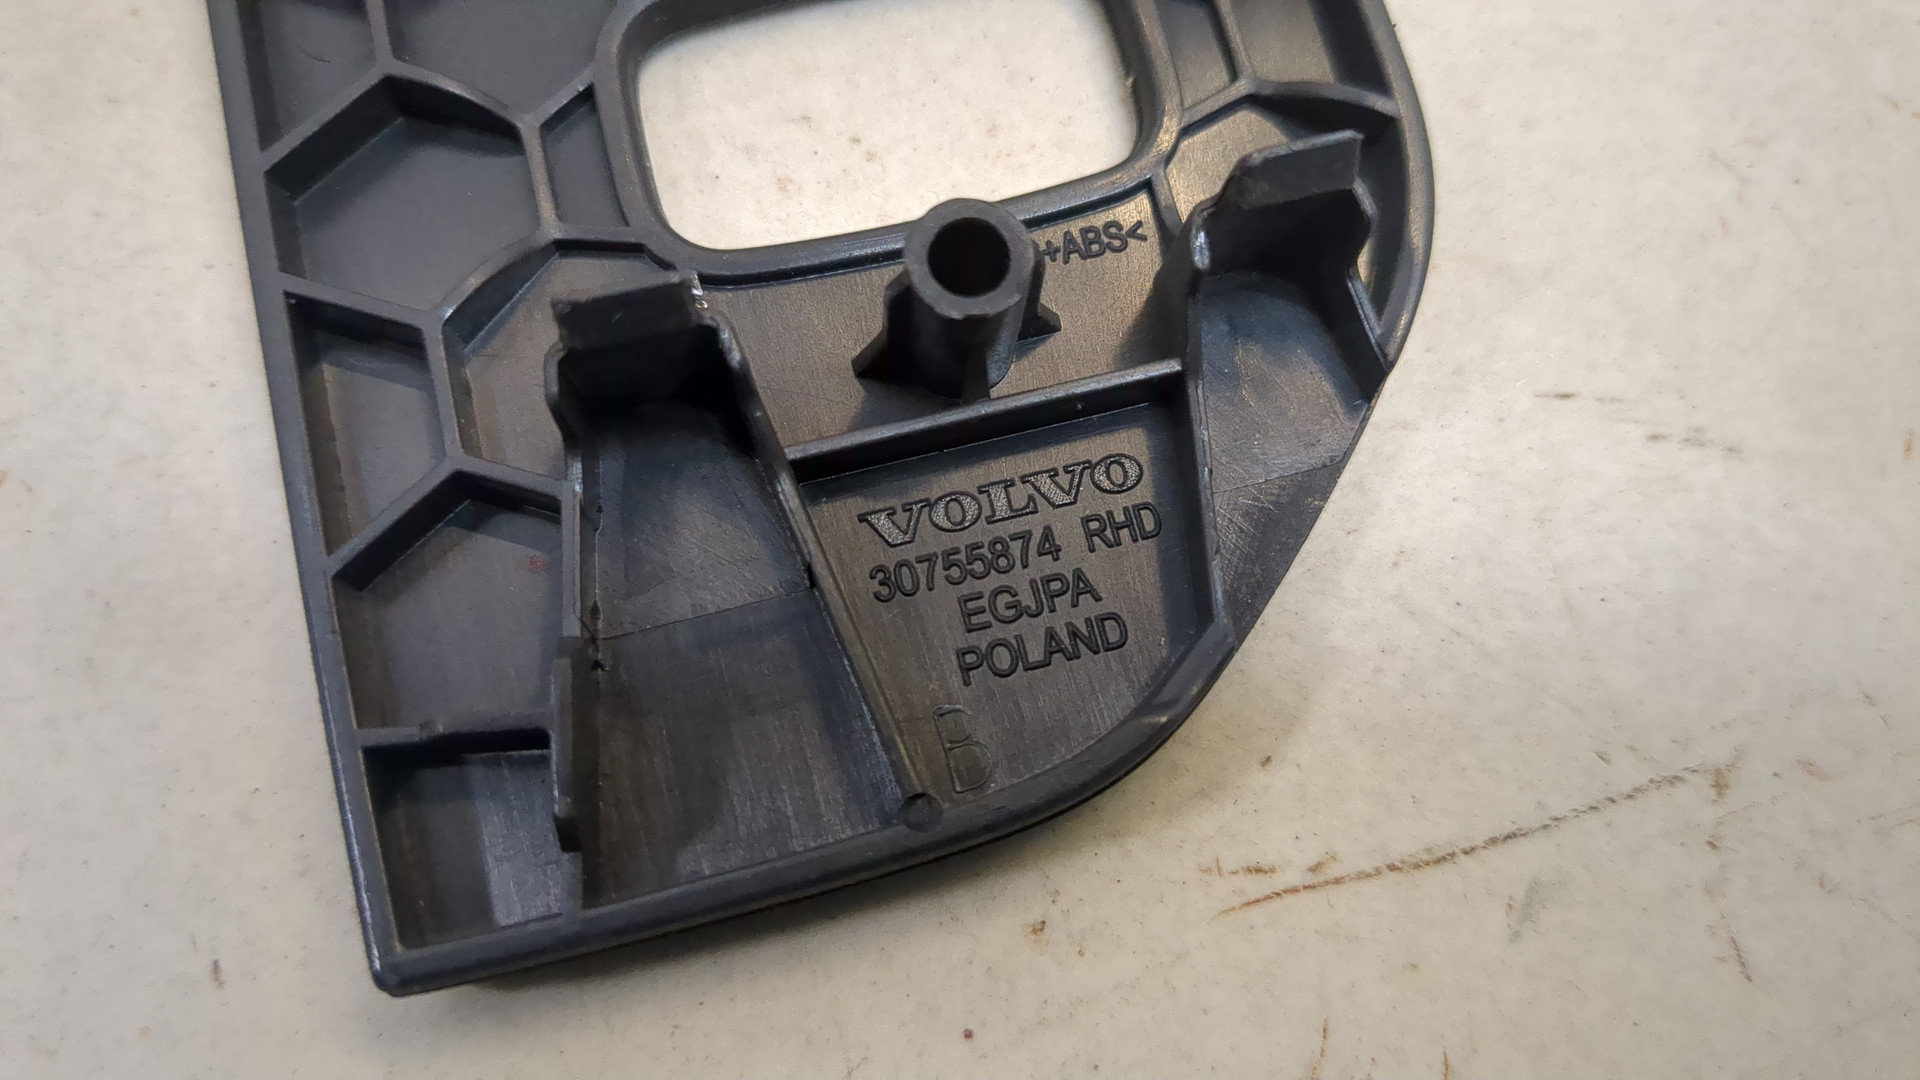 +ABS<
VOLVO
30755874 RHD
EGJPA
POLAND
B